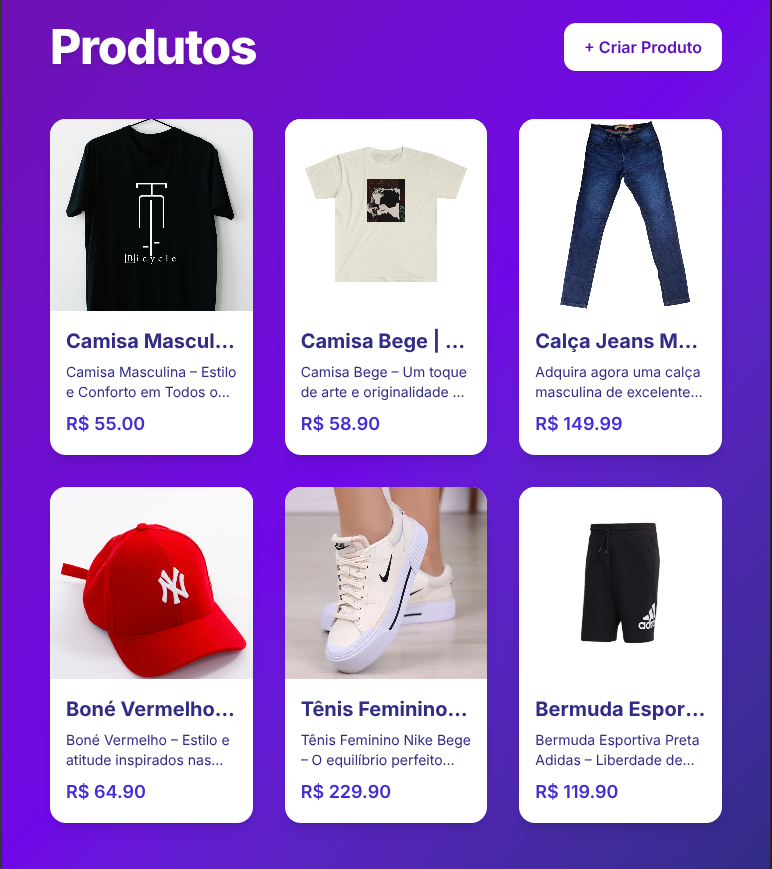 Produtos
+ Criar Produto
[B]icycle
Camisa Mascul...
Camisa Masculina – Estilo
e Conforto em Todos o...
R$ 55.00
Camisa Bege | ...
Camisa Bege – Um toque
de arte e originalidade ...
R$ 58.90
Calça Jeans M...
Adquira agora uma calça
masculina de excelente...
R$ 149.99
NY
Boné Vermelho...
Boné Vermelho – Estilo e
atitude inspirados nas...
R$ 64.90
Tênis Feminino...
Tênis Feminino Nike Bege
– O equilíbrio perfeito...
R$ 229.90
adidas
Bermuda Espor...
Bermuda Esportiva Preta
Adidas – Liberdade de...
R$ 119.90